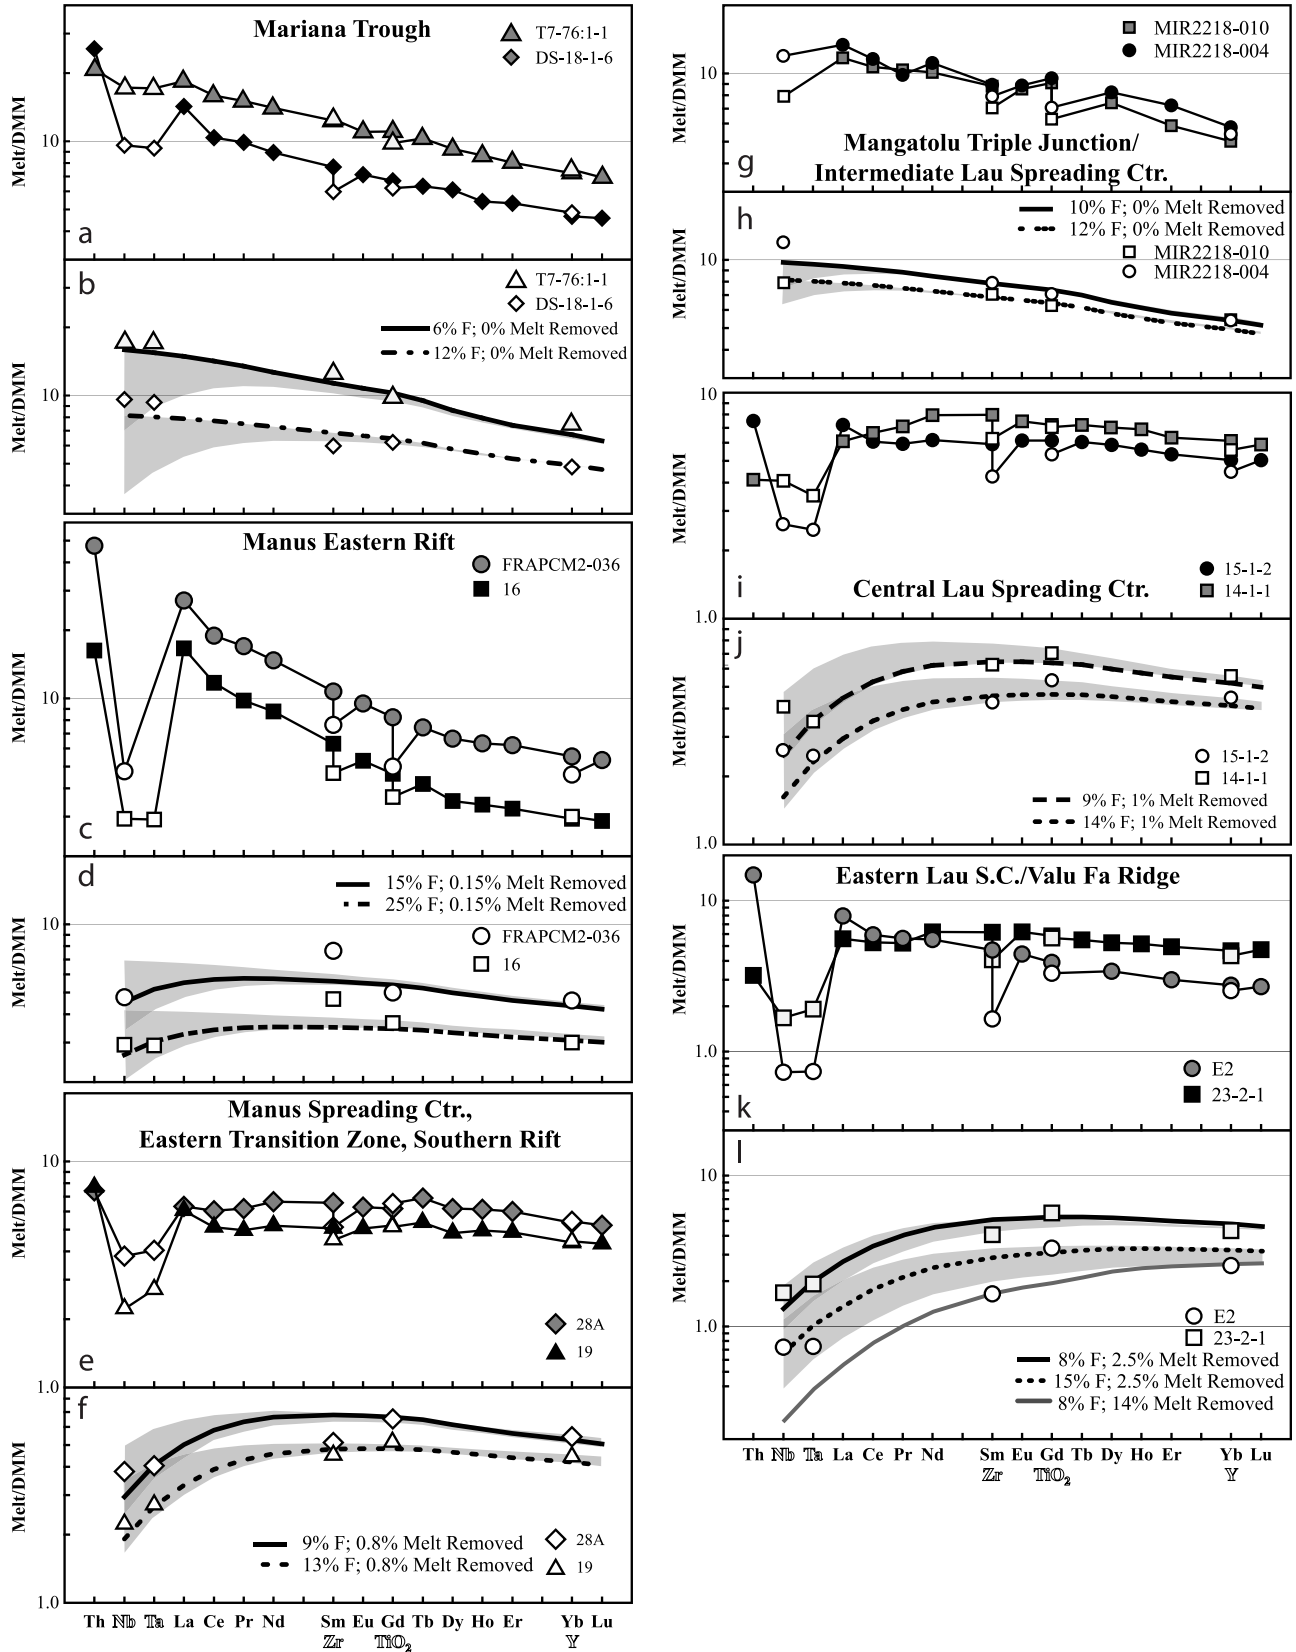 Mariana Trough
T7-76:1-1
DS-18-1-6
10
Melt/DMM
a
b
T7-76:1-1
DS-18-1-6
6% F; 0% Melt Removed
12% F; 0% Melt Removed
10
Melt/DMM
Manus Eastern Rift
FRAPCM2-036
16
10
Melt/DMM
c
d
15% F; 0.15% Melt Removed
25% F; 0.15% Melt Removed
10
FRAPCM2-036
16
Melt/DMM
Manus Spreading Ctr.,
Eastern Transition Zone, Southern Rift
10
Melt/DMM
28A
19
e
1.0
f
Melt/DMM
9% F; 0.8% Melt Removed
13% F; 0.8% Melt Removed
28A
19
1.0
Th Nb Ta La Ce Pr Nd Sm Eu Gd Tb Dy Ho Er Yb Lu
Zr TiO2 Y
MIR2218-010
MIR2218-004
10
Melt/DMM
g
Mangatolu Triple Junction/
Intermediate Lau Spreading Ctr.
h
10% F; 0% Melt Removed
12% F; 0% Melt Removed
MIR2218-010
MIR2218-004
10
Melt/DMM
10
Melt/DMM
15-1-2
14-1-1
i
Central Lau Spreading Ctr.
1.0
j
Melt/DMM
15-1-2
14-1-1
9% F; 1% Melt Removed
14% F; 1% Melt Removed
1.0
Eastern Lau S.C./Valu Fa Ridge
10
Melt/DMM
1.0
E2
23-2-1
k
l
10
Melt/DMM
1.0
E2
23-2-1
8% F; 2.5% Melt Removed
15% F; 2.5% Melt Removed
8% F; 14% Melt Removed
Th Nb Ta La Ce Pr Nd Sm Eu Gd Tb Dy Ho Er Yb Lu
Zr TiO2 Y